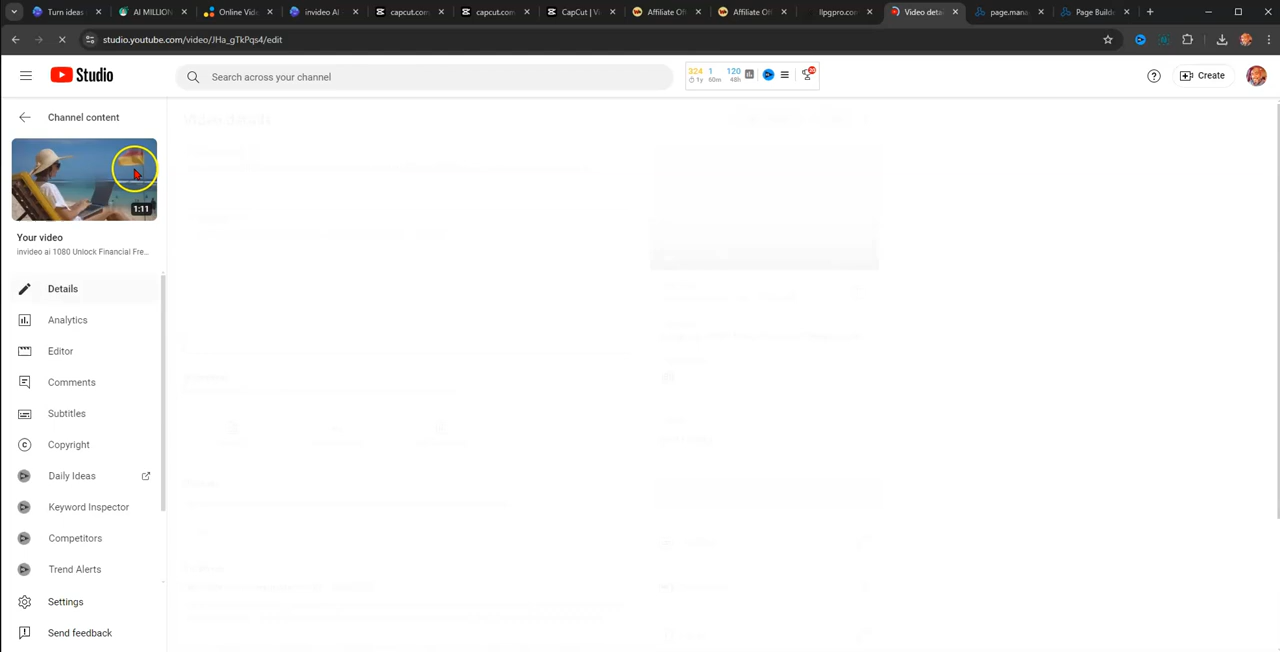 Turn ideas
AI MILLION
Online Vid
invideo AI
capcut.com
capcut.com
CapCut | Vi
Affiliate Of
Affiliate Of
llpgpro.co
Video deta
page.mana
Page Builde
studio.youtube.com/video/JHa_gTkPqs4/edit
Studio
Search across your channel
324 1 120
1y 60m 48h
Create
Channel content
1:11
Your video
invideo ai 1080 Unlock Financial Fre...
Details
Analytics
Editor
Comments
Subtitles
Copyright
Daily Ideas
Keyword Inspector
Competitors
Trend Alerts
Settings
Send feedback